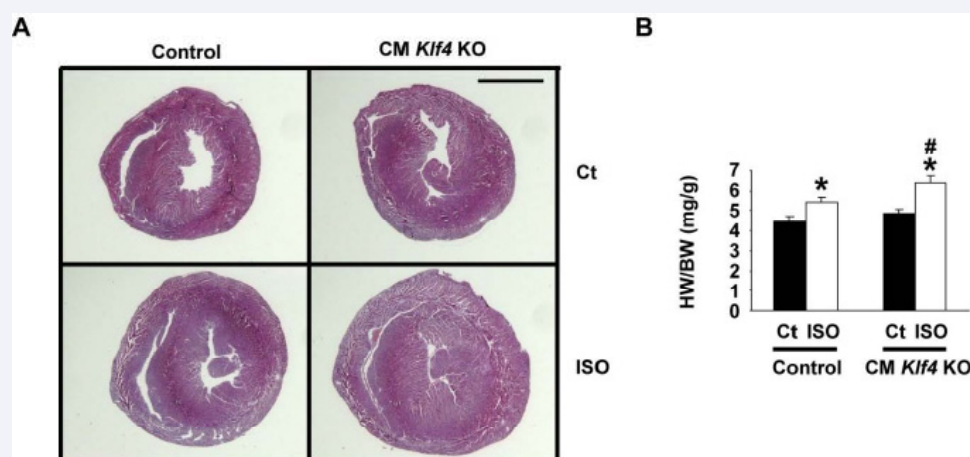 A
Control
CM Klf4 KO
Ct
ISO
B
HW/BW (mg/g)
7
6
5
4
3
2
1
0
*
#
*
Ct ISO
Ct ISO
Control
CM Klf4 KO